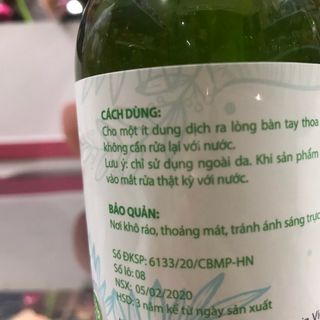 CÁCH DÙNG:
Cho một ít dung dịch ra lòng bàn tay thoa
không cần rửa lại với nước.
Lưu ý: chỉ sử dụng ngoài da. Khi sản phẩm
vào mắt rửa thật kỹ với nước.
BẢO QUẢN:
Nơi khô ráo, thoáng mát, tránh ánh sáng trực
Số ĐKSP: 6133/20/CBMP-HN
Số lô: 08
NSX: 05/02/2020
HSD: 3 năm kể từ ngày sản xuất